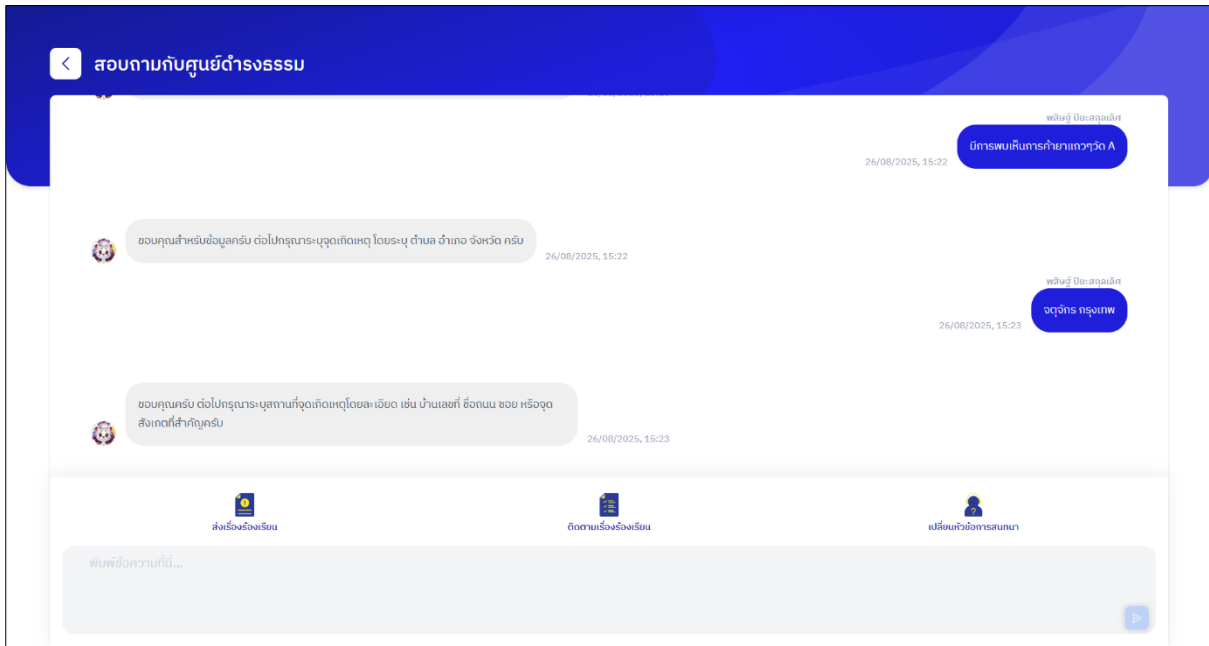 สอบถามกับศูนย์ดำรงธรรม
พสิษฐ์ ปิยะสกุลเลิศ
มีการพบเห็นการค้ายาแถวๆวัด A
26/08/2025, 15:22
ขอบคุณสำหรับข้อมูลครับ ต่อไปกรุณาระบุจุดเกิดเหตุ โดยระบุ ตำบล อำเภอ จังหวัด ครับ
26/08/2025, 15:22
พสิษฐ์ ปิยะสกุลเลิศ
จตุจักร กรุงเทพ
26/08/2025, 15:23
ขอบคุณครับ ต่อไปกรุณาระบุสถานที่จุดเกิดเหตุโดยละเอียด เช่น บ้านเลขที่ ชื่อถนน ซอย หรือจุด
สังเกตที่สำคัญครับ
26/08/2025, 15:23
ส่งเรื่องร้องเรียน
ติดตามเรื่องร้องเรียน
เปลี่ยนหัวข้อการสนทนา
พิมพ์ข้อความที่นี่...